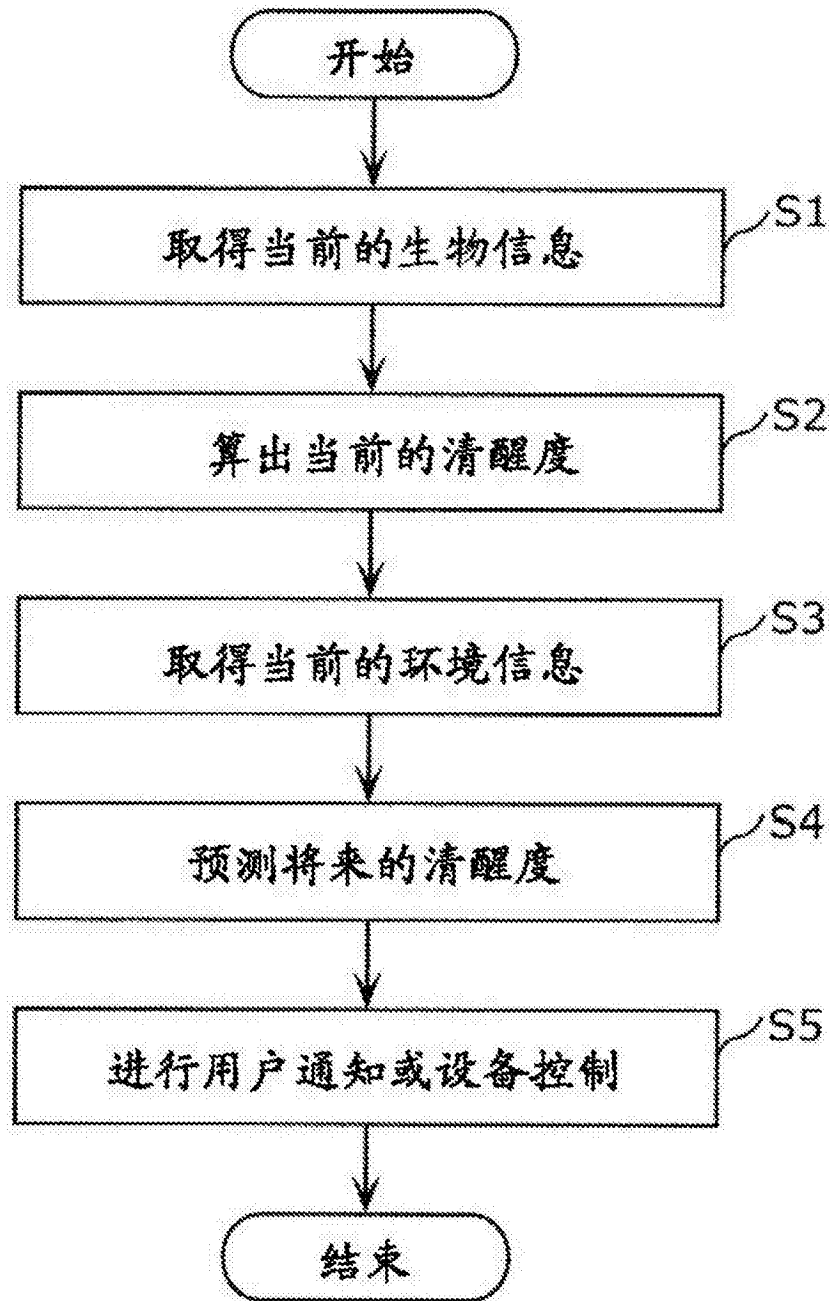 开始
取得当前的生物信息
S1
算出当前的清醒度
S2
取得当前的环境信息
S3
预测将来的清醒度
S4
进行用户通知或设备控制
S5
结束